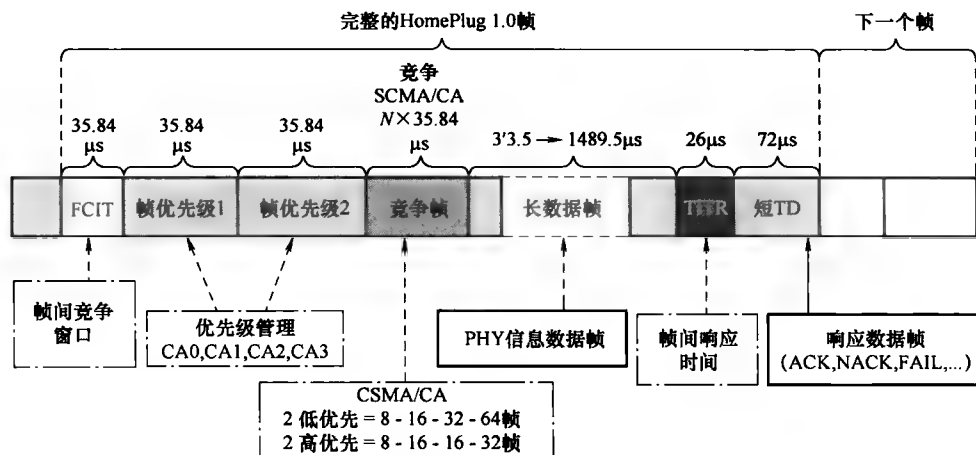 完整的HomePlug 1.0帧
下一个帧
竞争
SCMA/CA
N×35.84
μs
35.84
μs
35.84
μs
35.84
μs
3'3.5 → 1489.5μs
26μs
72μs
FCIT
帧优先级1
帧优先级2
竞争帧
长数据帧
短TD
帧间竞争
窗口
优先级管理
CA0,CA1,CA2,CA3
PHY信息数据帧
帧间响应
时间
响应数据帧
(ACK,NACK,FAIL,...)
CSMA/CA
2 低优先 = 8 - 16 - 32 - 64帧
2 高优先 = 8 - 16 - 16 - 32帧